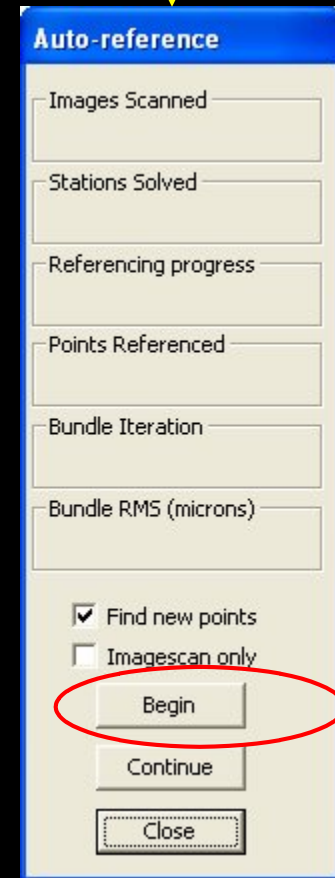 Auto-reference
Images Scanned
Stations Solved
Referencing progress
Points Referenced
Bundle Iteration
Bundle RMS (microns)
Find new points
Imagescan only
Begin
Continue
Close